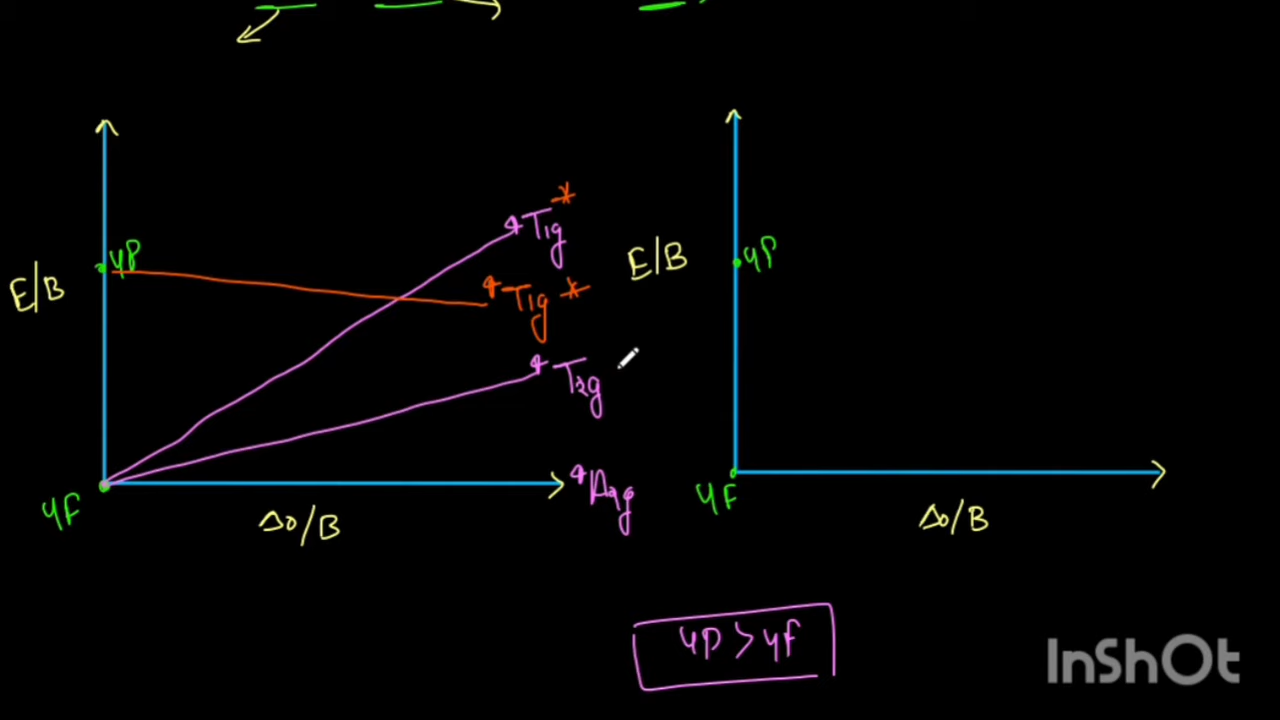 4P
E/B
4F
Δo/B
⁴T1g*
⁴T1g*
⁴T2g
⁴A2g
4P
E/B
4F
Δo/B
4P > 4F
InShOt